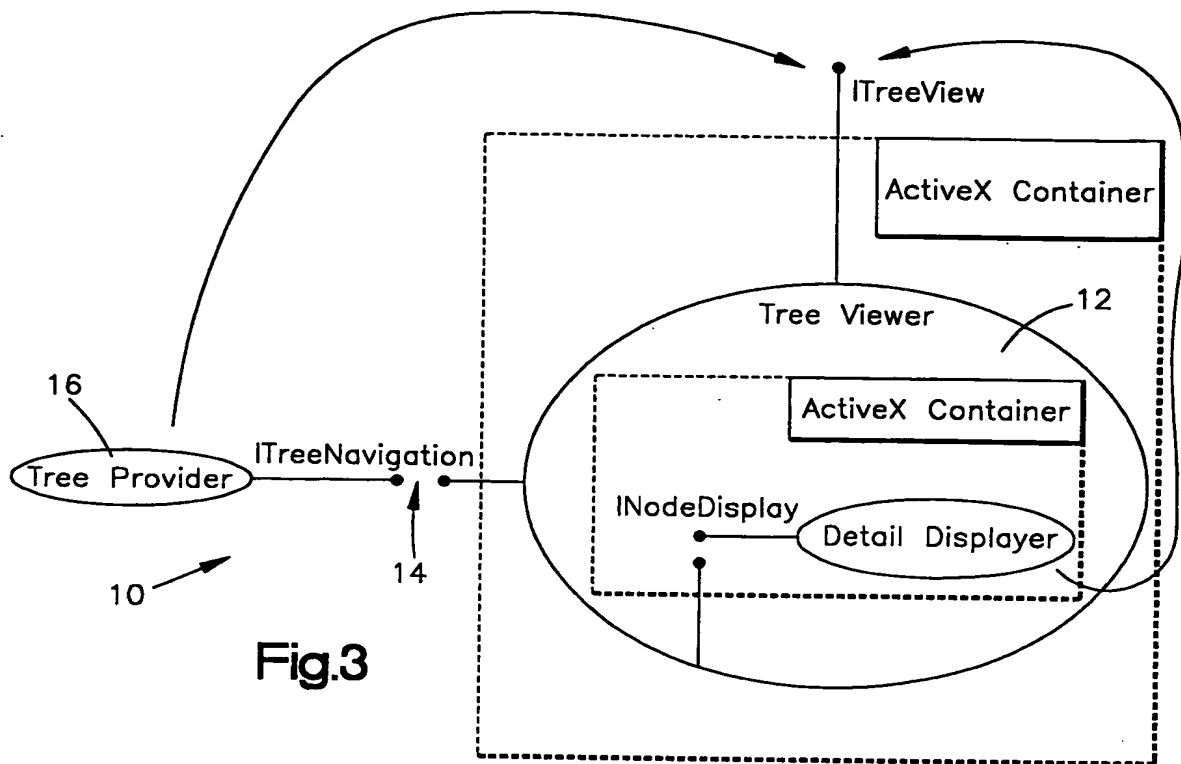 ITreeView
ActiveX Container
Tree Viewer
12
ActiveX Container
16
ITreeNavigation
Tree Provider
INodeDisplay
Detail Displayer
14
10
Fig.3